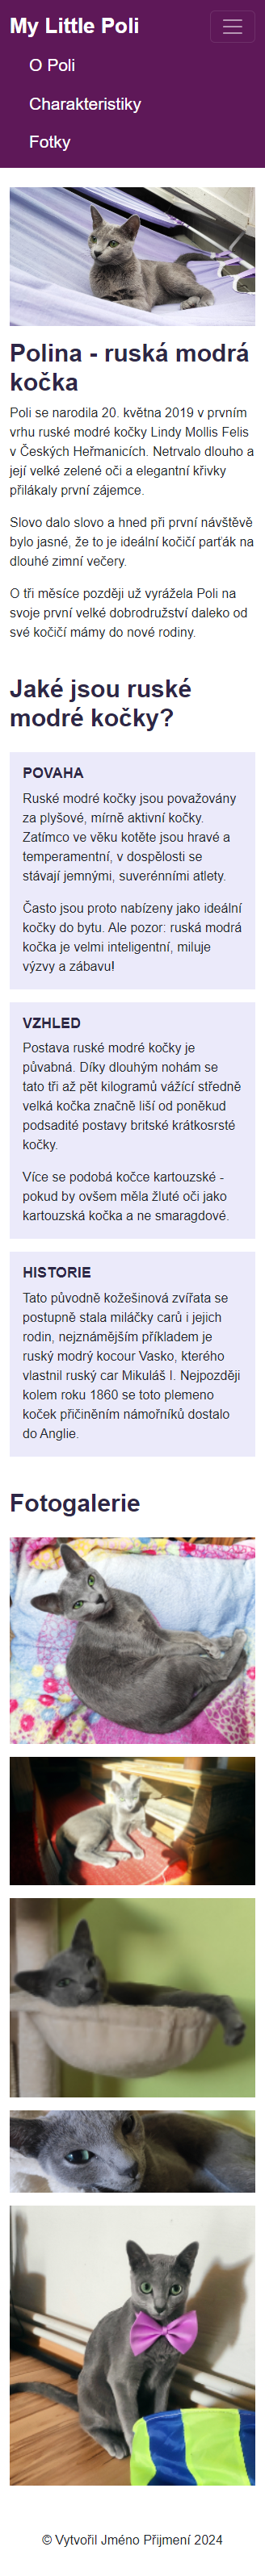 My Little Poli
O Poli
Charakteristiky
Fotky
Polina - ruská modrá
kočka
Poli se narodila 20. května 2019 v prvním
vrhu ruské modré kočky Lindy Mollis Felis
v Českých Heřmanicích. Netrvalo dlouho a
její velké zelené oči a elegantní křivky
přilákaly první zájemce.
Slovo dalo slovo a hned při první návštěvě
bylo jasné, že to je ideální kočičí parťák na
dlouhé zimní večery.
O tři měsíce později už vyrážela Poli na
svoje první velké dobrodružství daleko od
své kočičí mámy do nové rodiny.
Jaké jsou ruské
modré kočky?
POVAHA
Ruské modré kočky jsou považovány
za plyšové, mírně aktivní kočky.
Zatímco ve věku kotěte jsou hravé a
temperamentní, v dospělosti se
stávají jemnými, suverénními atlety.
Často jsou proto nabízeny jako ideální
kočky do bytu. Ale pozor: ruská modrá
kočka je velmi inteligentní, miluje
výzvy a zábavu!
VZHLED
Postava ruské modré kočky je
půvabná. Díky dlouhým nohám se
tato tři až pět kilogramů vážící středně
velká kočka značně liší od poněkud
podsadité postavy britské krátkosrsté
kočky.
Více se podobá kočce kartouzské -
pokud by ovšem měla žluté oči jako
kartouzská kočka a ne smaragdové.
HISTORIE
Tato původně kožešinová zvířata se
postupně stala miláčky carů i jejich
rodin, nejznámějším příkladem je
ruský modrý kocour Vasko, kterého
vlastnil ruský car Mikuláš I. Nejpozději
kolem roku 1860 se toto plemeno
koček přičiněním námořníků dostalo
do Anglie.
Fotogalerie
© Vytvořil Jméno Přijmení 2024